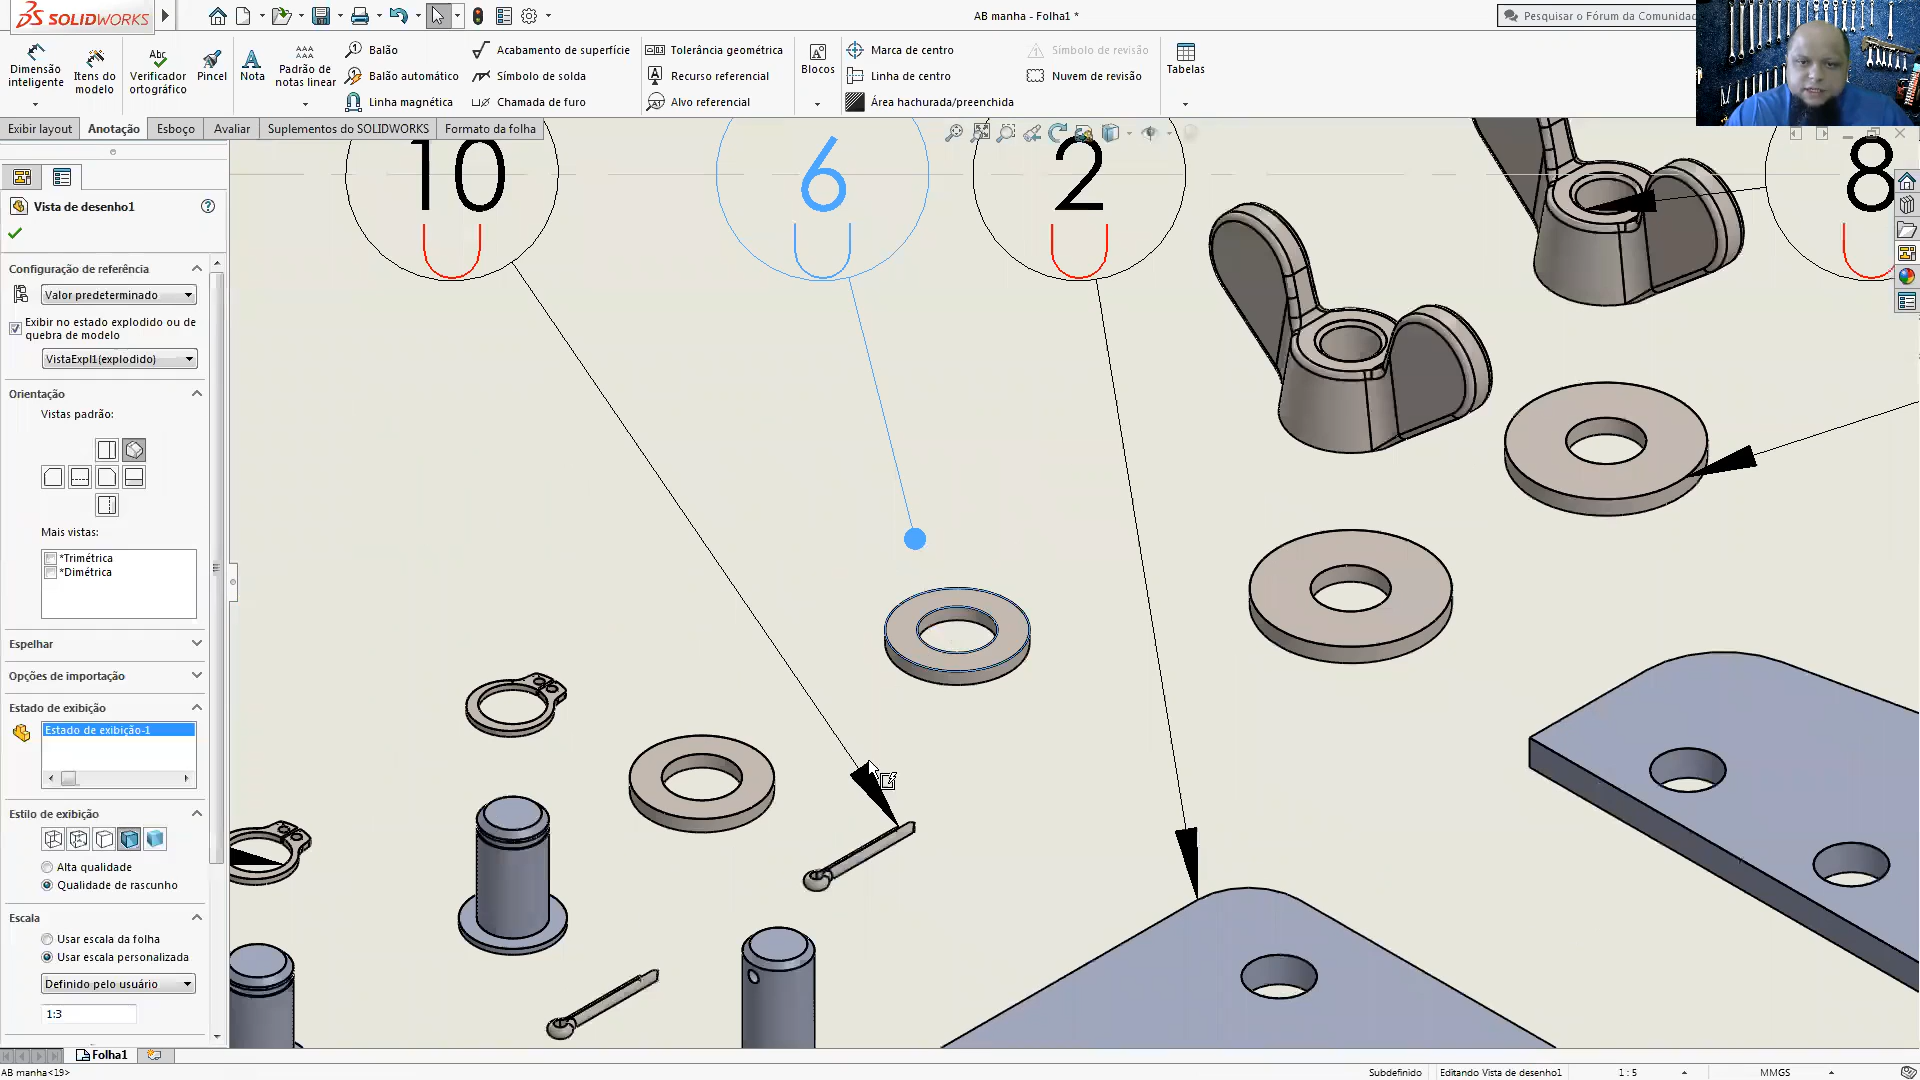 SOLIDWORKS
AB manha - Folha1 *
Pesquisar o Fórum da Comunidac
Dimensão inteligente
Itens do modelo
Abc
Verificador ortográfico
Pincel
A
Nota
Padrão de notas linear
Balão
Balão automático
Linha magnética
Acabamento de superfície
Símbolo de solda
Chamada de furo
Tolerância geométrica
Recurso referencial
Alvo referencial
Blocos
Marca de centro
Linha de centro
Área hachurada/preenchida
Símbolo de revisão
Nuvem de revisão
Tabelas
Exibir layout
Anotação
Esboço
Avaliar
Suplementos do SOLIDWORKS
Formato da folha
10
6
2
8
Vista de desenho1
Configuração de referência
Valor predeterminado
Exibir no estado explodido ou de
quebra de modelo
VistaExpl1(explodido)
Orientação
Vistas padrão:
Mais vistas:
*Trimétrica
*Dimétrica
Espelhar
Opções de importação
Estado de exibição
Estado de exibição-1
Estilo de exibição
Alta qualidade
Qualidade de rascunho
Escala
Usar escala da folha
Usar escala personalizada
Definido pelo usuário
1:3
Folha1
AB manha<19>
Subdefinido
Editando Vista de desenho1
1 : 5
MMGS